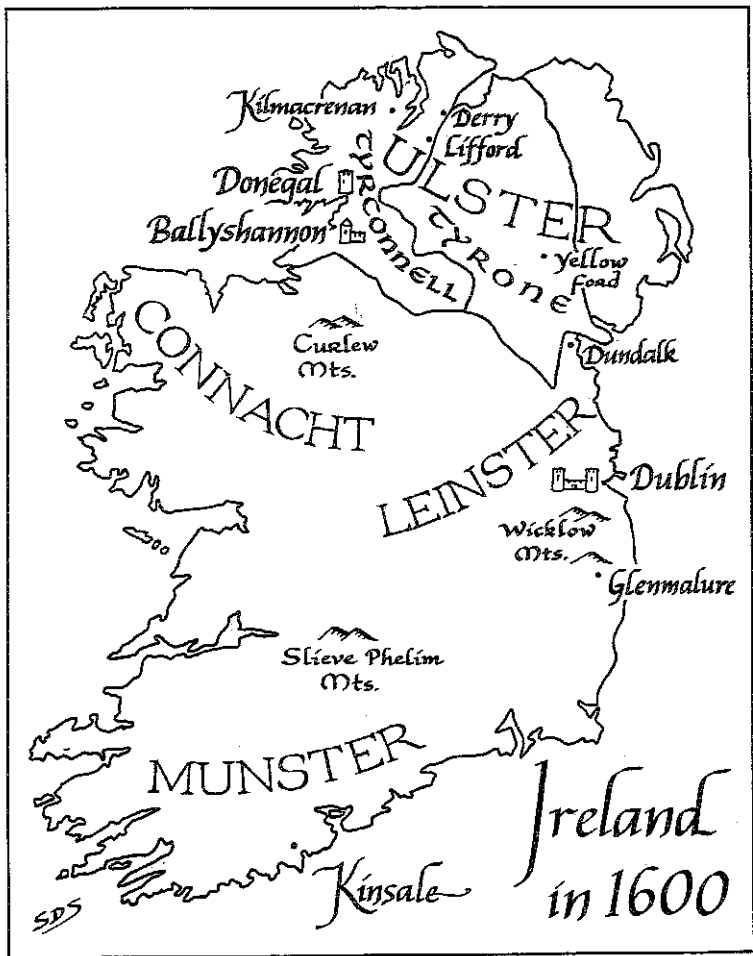 Kilmacrenan
Derry
Lifford
ULSTER
TYRCONNELL
Donegal
Ballyshannon
TYRONE
Yellow
Foad
CONNACHT
Curlew
Mts.
Dundalk
LEINSTER
Dublin
Wicklow
Mts.
Glenmalure
Slieve Phelim
Mts.
MUNSTER
Ireland
in 1600
Kinsale
SDS